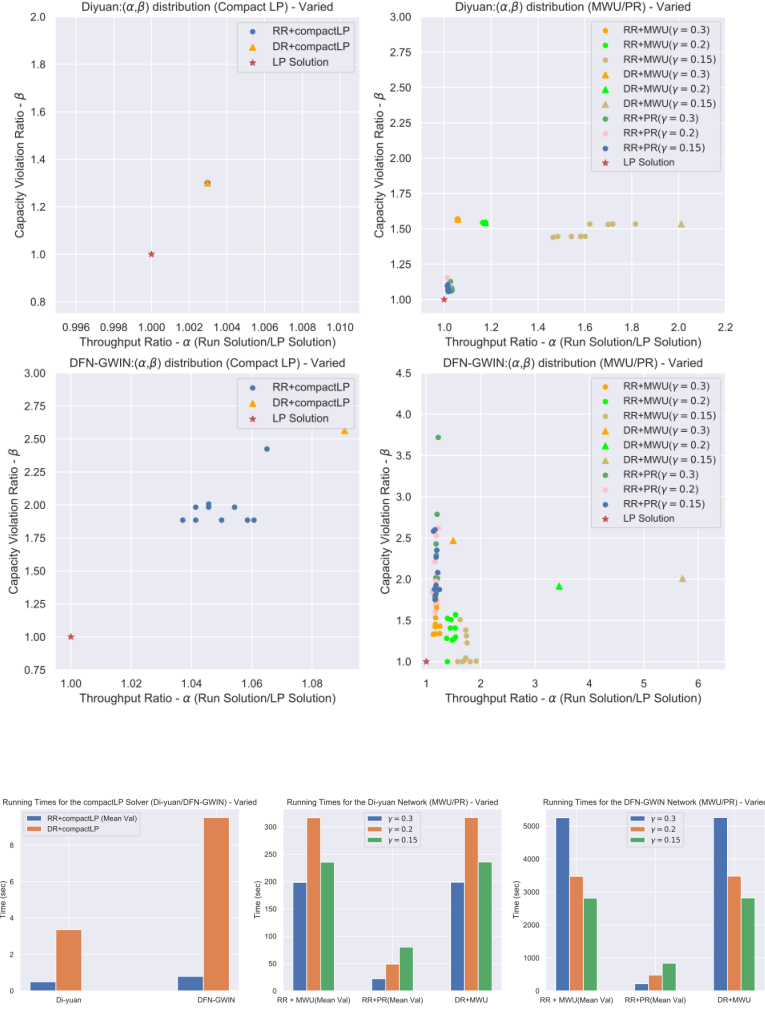 Diyuan:(α,β) distribution (Compact LP) - Varied
2.0
1.8
1.6
1.4
1.2
1.0
0.8
Capacity Violation Ratio - β
RR+compactLP
DR+compactLP
LP Solution
0.996 0.998 1.000 1.002 1.004 1.006 1.008 1.010
Throughput Ratio - α (Run Solution/LP Solution)
Diyuan:(α,β) distribution (MWU/PR) - Varied
3.00
2.75
2.50
2.25
2.00
1.75
1.50
1.25
1.00
Capacity Violation Ratio - β
RR+MWU(γ = 0.3)
RR+MWU(γ = 0.2)
RR+MWU(γ = 0.15)
DR+MWU(γ = 0.3)
DR+MWU(γ = 0.2)
DR+MWU(γ = 0.15)
RR+PR(γ = 0.3)
RR+PR(γ = 0.2)
RR+PR(γ = 0.15)
LP Solution
1.0 1.2 1.4 1.6 1.8 2.0 2.2
Throughput Ratio - α (Run Solution/LP Solution)
DFN-GWIN:(α,β) distribution (Compact LP) - Varied
3.00
2.75
2.50
2.25
2.00
1.75
1.50
1.25
1.00
0.75
Capacity Violation Ratio - β
RR+compactLP
DR+compactLP
LP Solution
1.00 1.02 1.04 1.06 1.08
Throughput Ratio - α (Run Solution/LP Solution)
DFN-GWIN:(α,β) distribution (MWU/PR) - Varied
4.5
4.0
3.5
3.0
2.5
2.0
1.5
1.0
Capacity Violation Ratio - β
RR+MWU(γ = 0.3)
RR+MWU(γ = 0.2)
RR+MWU(γ = 0.15)
DR+MWU(γ = 0.3)
DR+MWU(γ = 0.2)
DR+MWU(γ = 0.15)
RR+PR(γ = 0.3)
RR+PR(γ = 0.2)
RR+PR(γ = 0.15)
LP Solution
1 2 3 4 5 6
Throughput Ratio - α (Run Solution/LP Solution)
Running Times for the compactLP Solver (Di-yuan/DFN-GWIN) - Varied
RR+compactLP (Mean Val)
DR+compactLP
8
6
4
2
0
Time (sec)
Di-yuan DFN-GWIN
Running Times for the Di-yuan Network (MWU/PR) - Varied
γ = 0.3
γ = 0.2
γ = 0.15
300
250
200
150
100
50
0
Time (sec)
RR + MWU(Mean Val) RR+PR(Mean Val) DR+MWU
Running Times for the DFN-GWIN Network (MWU/PR) - Varied
γ = 0.3
γ = 0.2
γ = 0.15
5000
4000
3000
2000
1000
0
Time (sec)
RR + MWU(Mean Val) RR+PR(Mean Val) DR+MWU